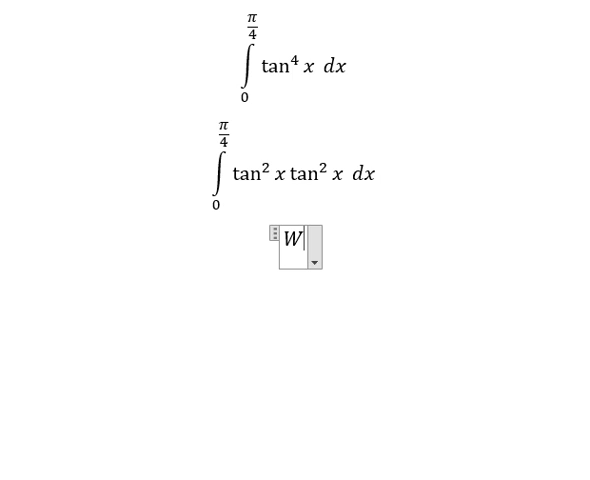 ∫₀^(π/4) tan⁴ x dx
∫₀^(π/4) tan² x tan² x dx
W